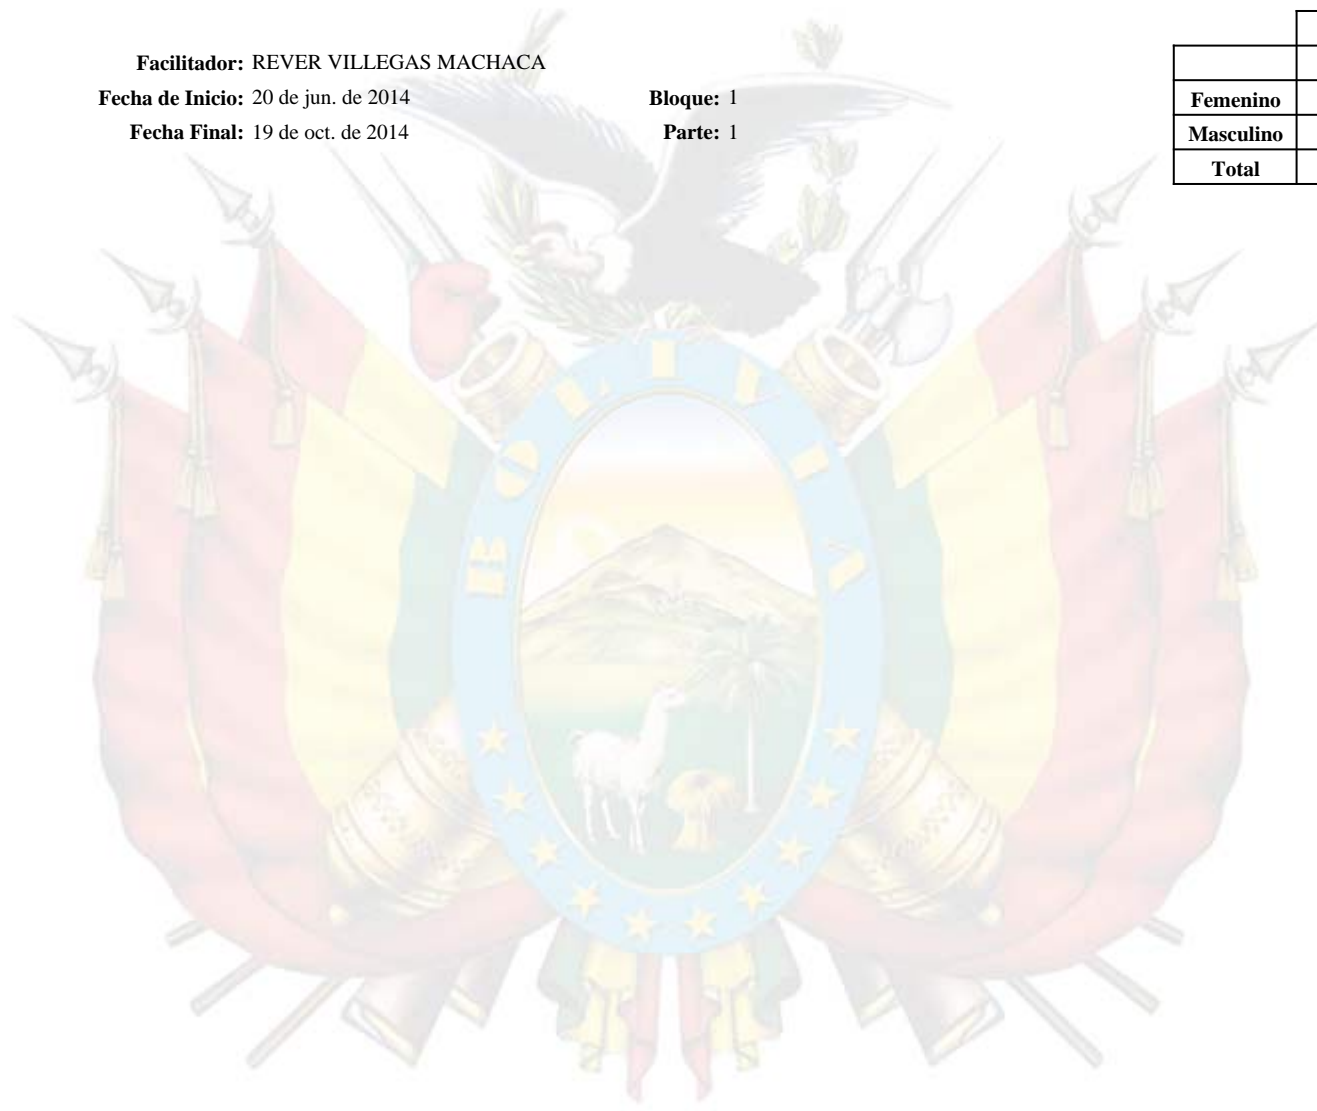 Facilitador: REVER VILLEGAS MACHACA
Fecha de Inicio: 20 de jun. de 2014 Bloque: 1
Fecha Final: 19 de oct. de 2014 Parte: 1
Femenino
Masculino
Total
BOLIVIA